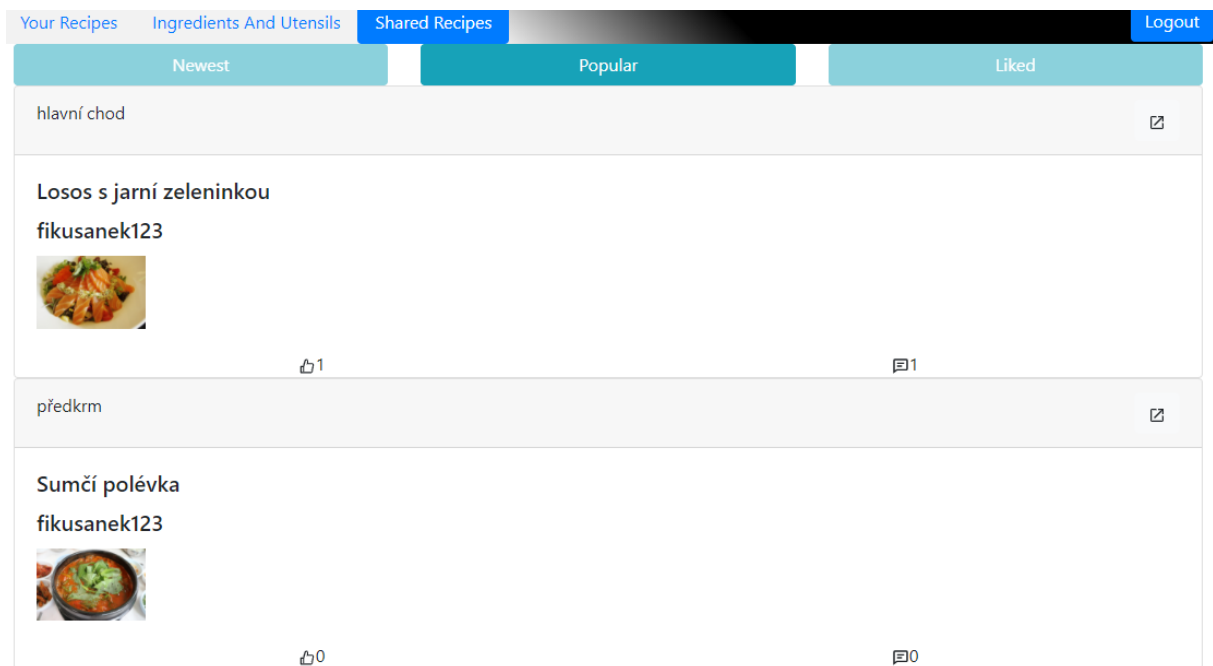 Your Recipes Ingredients And Utensils Shared Recipes Logout
Newest Popular Liked
hlavní chod
Losos s jarní zeleninkou
fikusanek123
1 1
předkrm
Sumčí polévka
fikusanek123
0 0